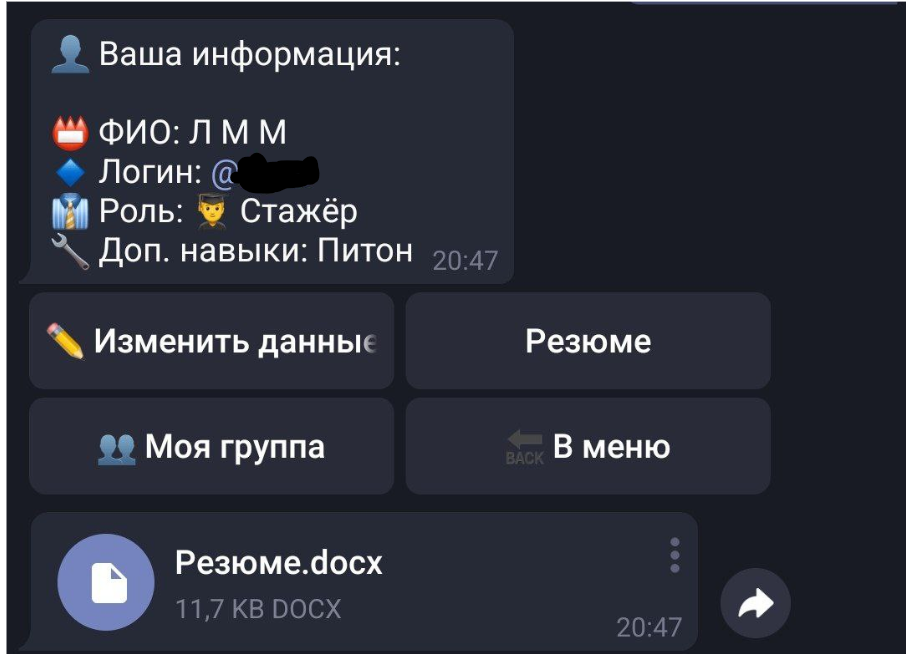 👤 Ваша информация:
📛 ФИО: Л М М
🔹 Логин: @
👔 Роль: 👨‍🎓 Стажёр
🔧 Доп. навыки: Питон 20:47
✏️ Изменить данные
Резюме
👥 Моя группа
BACK В меню
Резюме.docx
11,7 KB DOCX
20:47